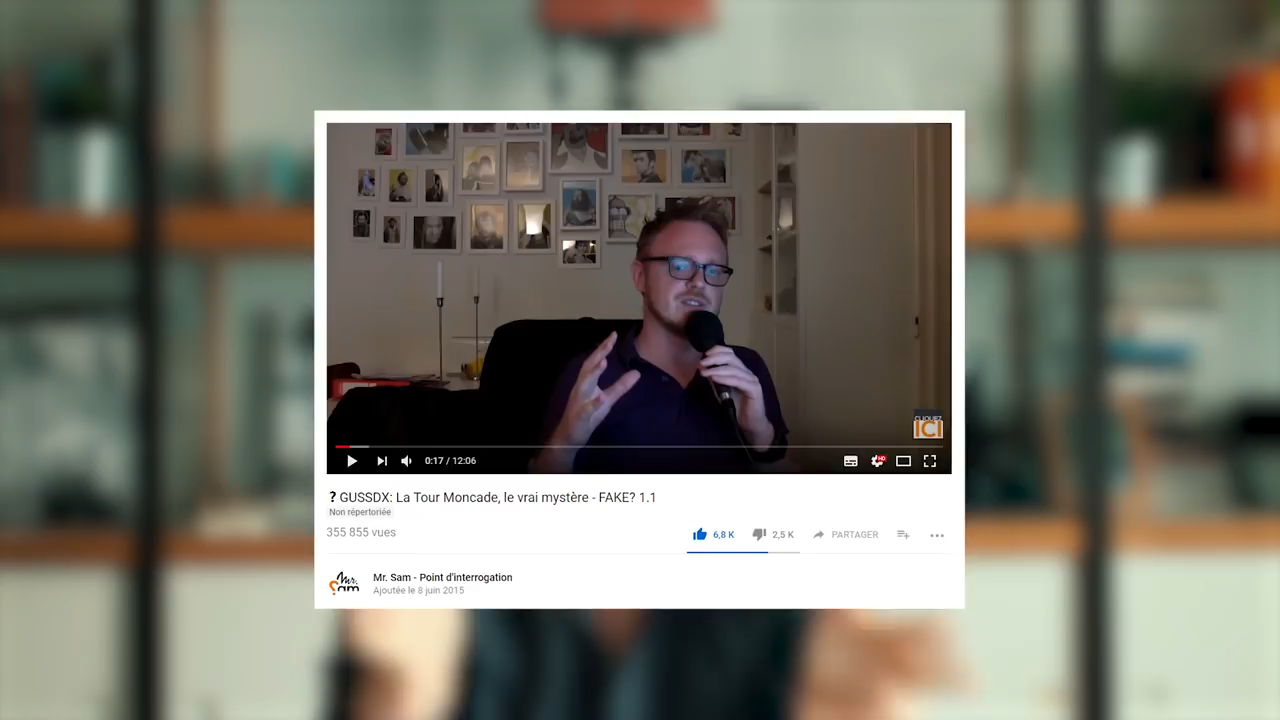 CLIQUEZ
ICI
0:17 / 12:06
HD
? GUSSDX: La Tour Moncade, le vrai mystère - FAKE? 1.1
Non répertoriée
355 855 vues
6,8 K
2,5 K
PARTAGER
Mr. Sam
Mr. Sam - Point d'interrogation
Ajoutée le 8 juin 2015